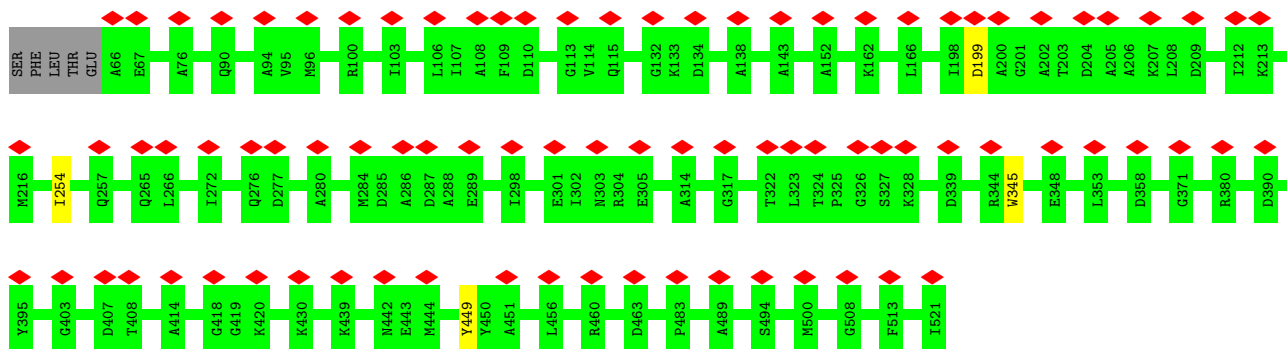 SER PHE LEU THR GLU A66 E67 A76 Q90 A94 V95 M96 R100 I103 L106 I107 A108 F109 D110 G113 V114 Q115 G132 K133 D134 A138 A143 A152 K162 L166 I198 D199 A200 G201 A202 T203 D204 A205 A206 K207 L208 D209 I212 K213
M216 I254 Q257 Q265 L266 I272 Q276 D277 A280 M284 D285 A286 D287 A288 E289 I298 E301 I302 N303 R304 E305 A314 G317 T322 L323 T324 P325 G326 S327 K328 D339 R344 W345 E348 L353 D358 G371 R380 D390
Y395 G403 D407 T408 A414 G418 G419 K420 K430 K439 N442 E443 M444 Y449 Y450 A451 L456 R460 D463 P483 A489 S494 M500 G508 F513 I521